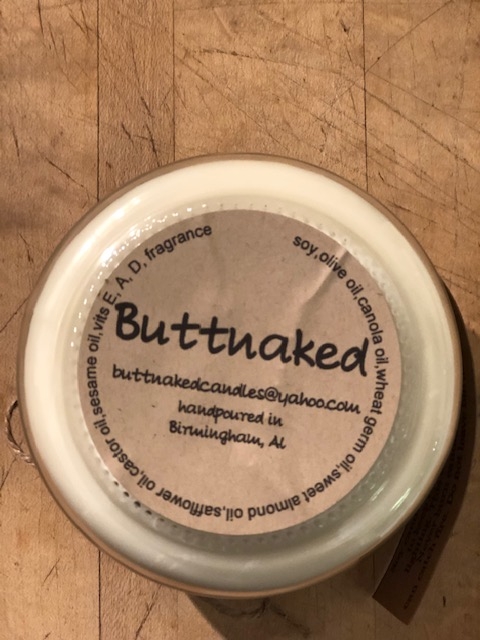 soy,olive oil,canola oil,wheat germ oil,sweet almond oil,safflower oil,castor oil,sesame oil,vits E, A, D, fragrance
Buttnaked
buttnakedcandles@yahoo.com
handpoured in
Birmingham, AL